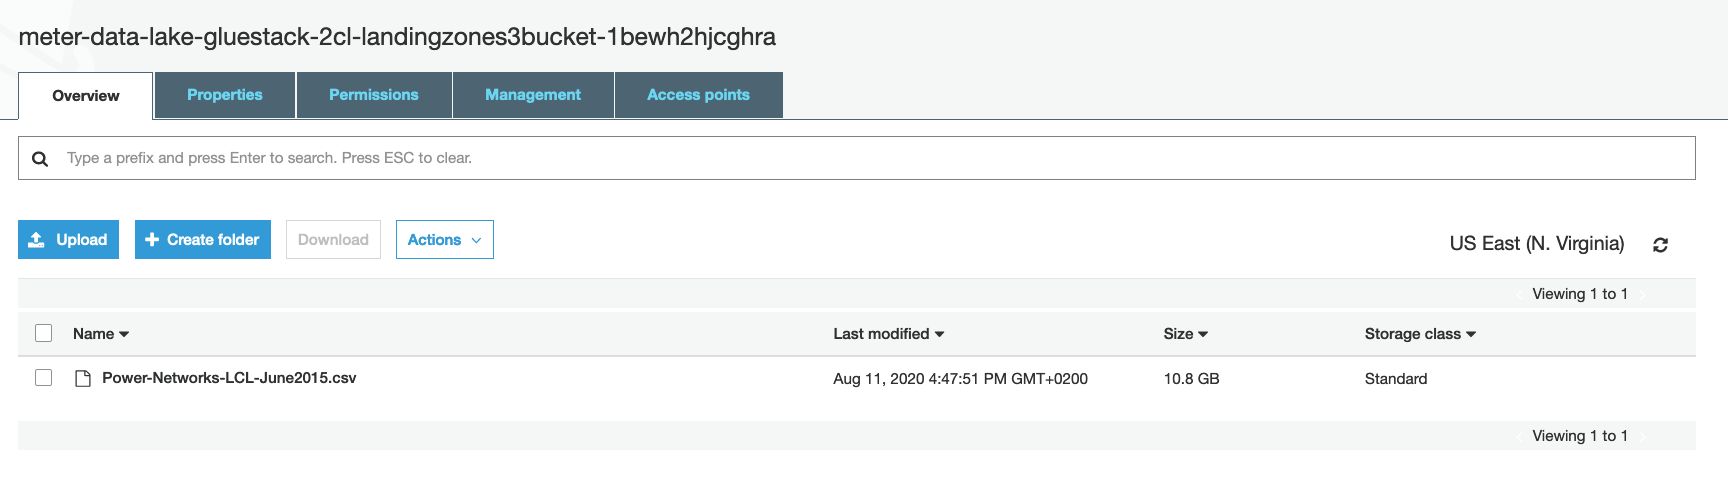 meter-data-lake-gluestack-2cl-landingzones3bucket-1bewh2hjcghra
Overview Properties Permissions Management Access points
Type a prefix and press Enter to search. Press ESC to clear.
Upload Create folder Download Actions US East (N. Virginia)
Viewing 1 to 1
Name Last modified Size Storage class
Power-Networks-LCL-June2015.csv Aug 11, 2020 4:47:51 PM GMT+0200 10.8 GB Standard
Viewing 1 to 1